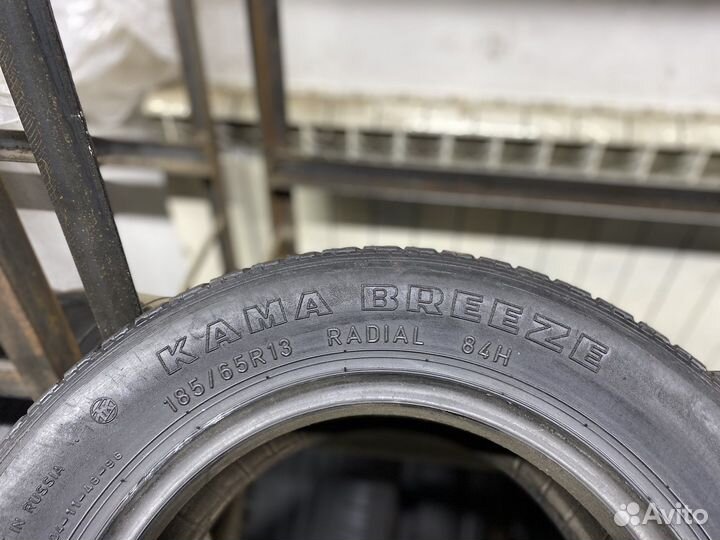 KAMA BREEZE
185/65R13 RADIAL 84H
IN RUSSIA
Avito